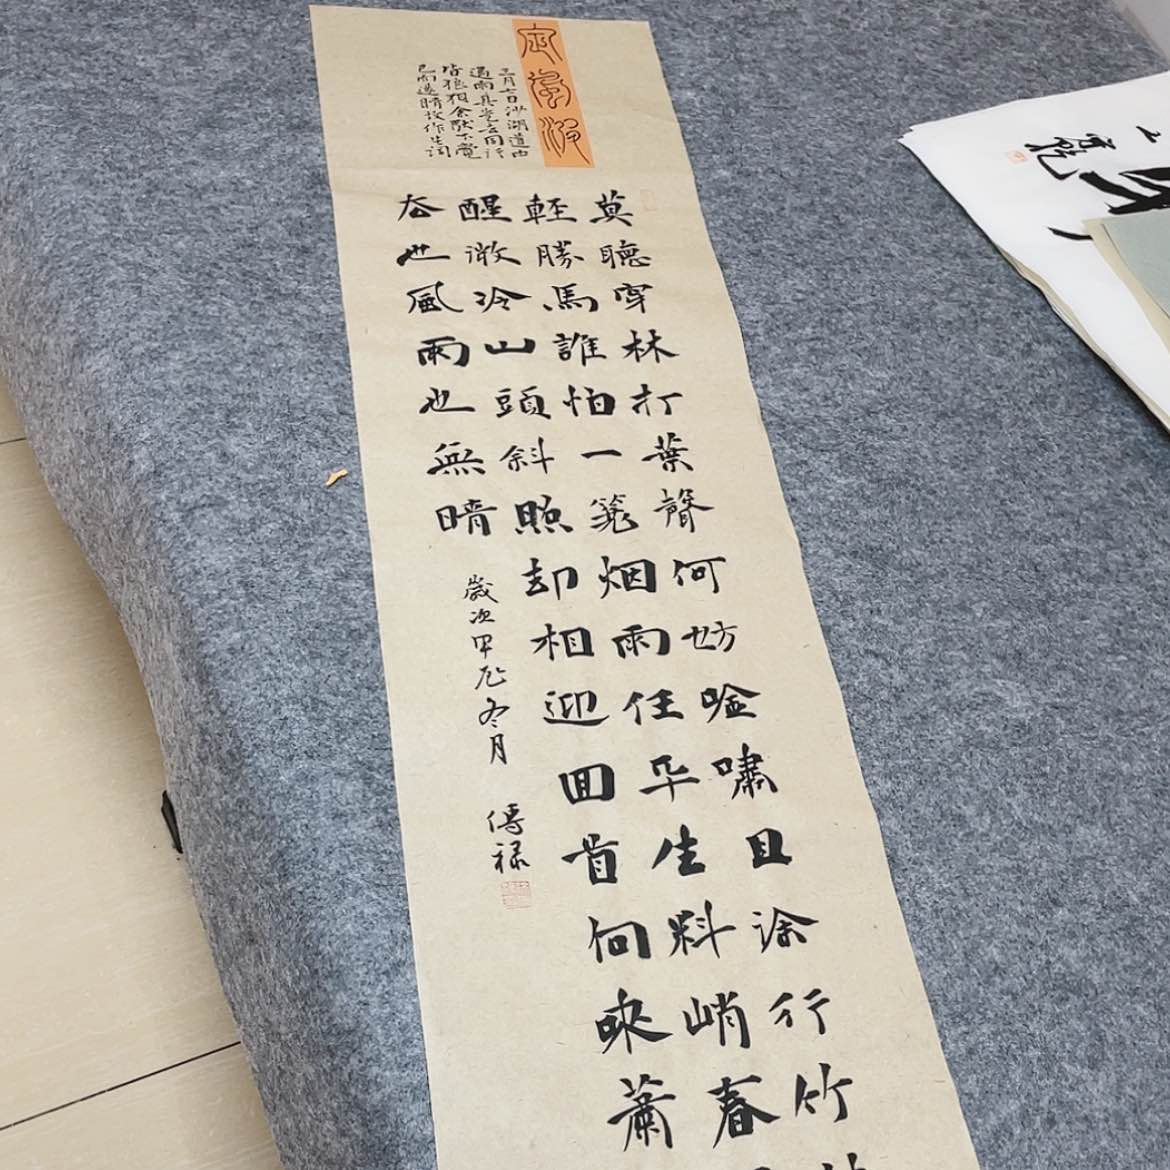 定風波
三月七日沙湖道中
遇雨具先去同行
皆狼狽余獨不覺
已而遂晴故作此詞
莫聽穿林打葉聲何妨唫嘯且涂行竹
輕勝馬誰怕一蓑烟雨任平生料峭春
醒微冷山頭斜照却相迎回首向來蕭
厺也風雨也無晴
歲次甲辰冬月 傳祿